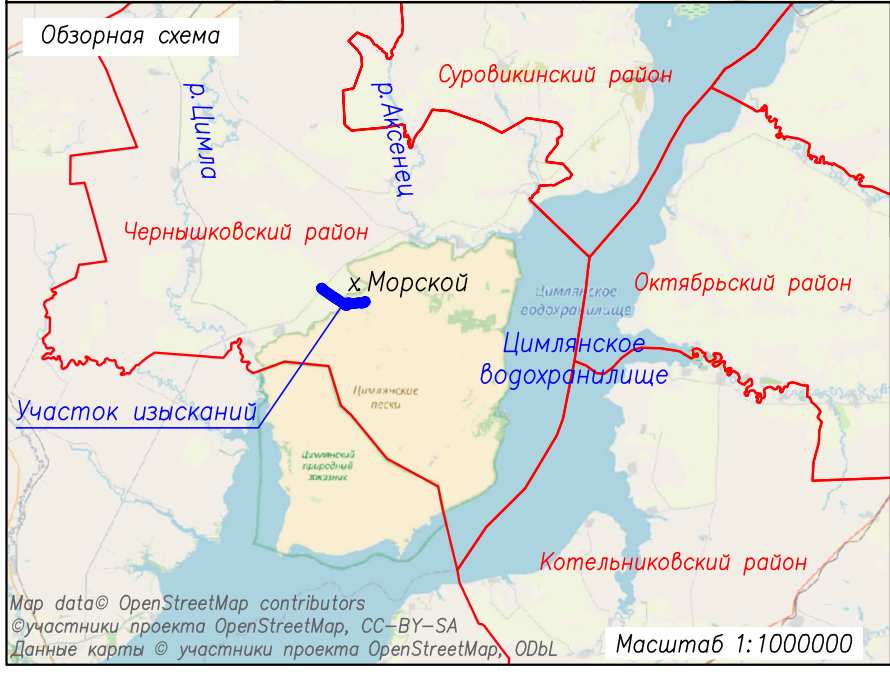 Обзорная схема
Суровикинский район
р.Цимла
р.Аксенец
Чернышковский район
х.Морской
Октябрьский район
Цимлянское
водохранилище
Цимлянское
водохранилище
Участок изысканий
Цимлянские
пески
Цимлянский
природный
заказник
Котельниковский район
Map data© OpenStreetMap contributors
©участники проекта OpenStreetMap, CC-BY-SA
Данные карты © участники проекта OpenStreetMap, ODbL
Масштаб 1:1000000